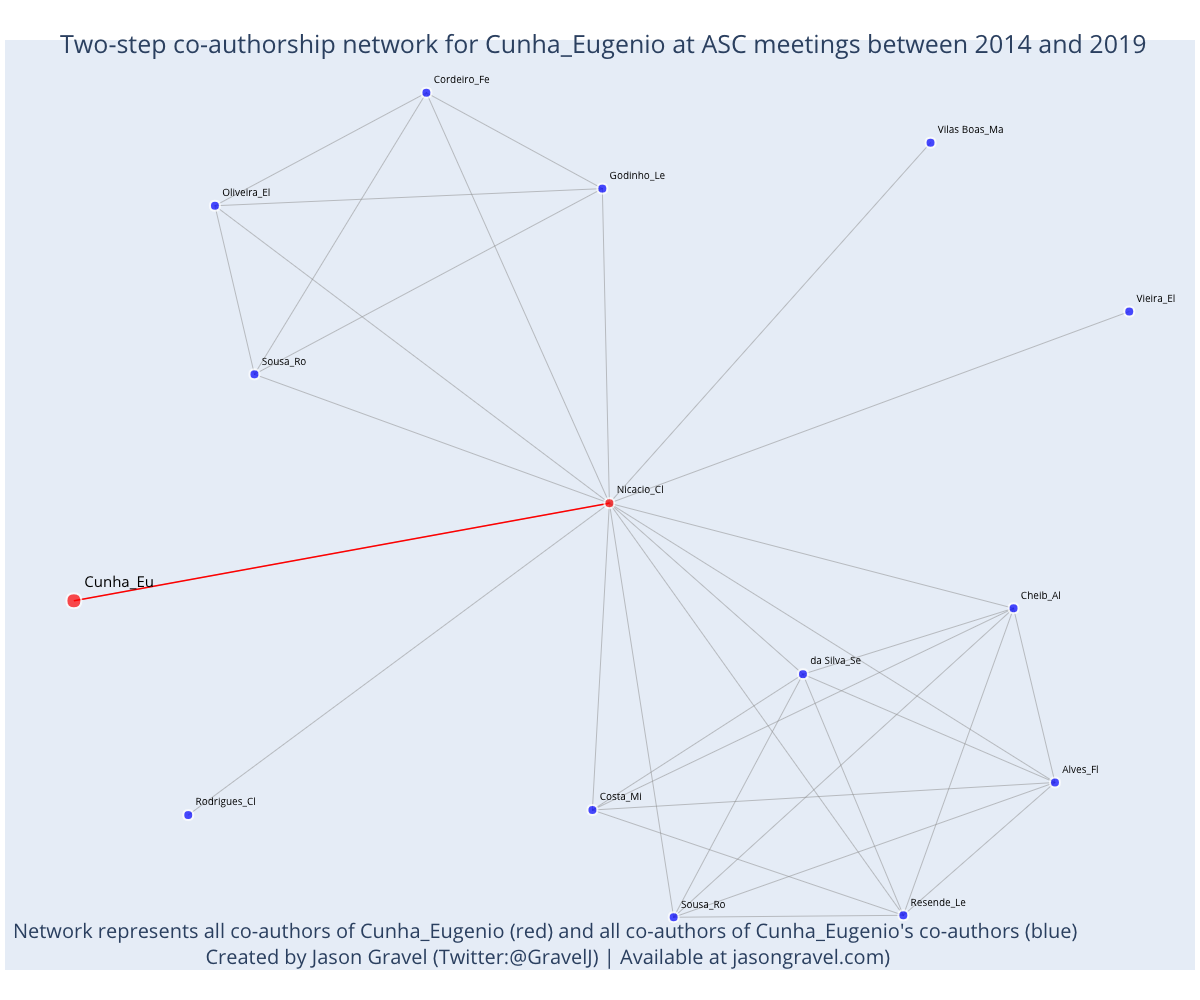 Two-step co-authorship network for Cunha_Eugenio at ASC meetings between 2014 and 2019
Cordeiro_Fe
Vilas Boas_Ma
Godinho_Le
Oliveira_El
Vieira_El
Sousa_Ro
Nicacio_Cl
Cunha_Eu
Cheib_Al
da Silva_Se
Alves_Fl
Costa_Mi
Rodrigues_Cl
Sousa_Ro
Resende_Le
Network represents all co-authors of Cunha_Eugenio (red) and all co-authors of Cunha_Eugenio's co-authors (blue)
Created by Jason Gravel (Twitter:@GravelJ) | Available at jasongravel.com)